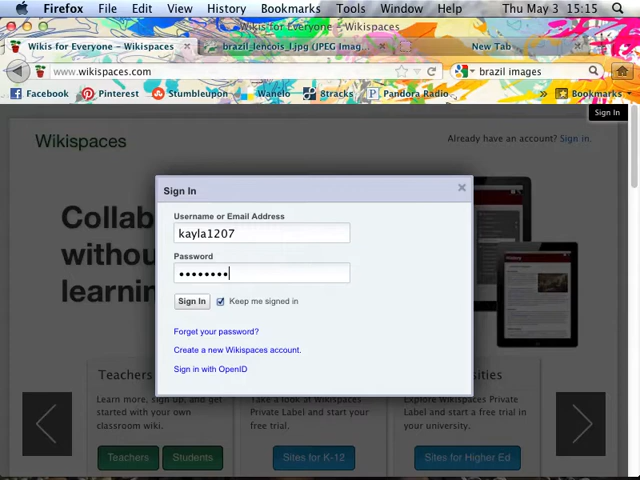 Firefox File Edit View History Bookmarks Tools Window Help Thu May 3 15:15
Wikis for Everyone – Wikispaces
Wikis for Everyone – Wikispaces brazil_lencois_l.jpg (JPEG Imag... New Tab
www.wikispaces.com brazil images
Facebook Pinterest Stumbleupon Wanelo 8tracks Pandora Radio » Bookmarks
Sign In
Wikispaces
Already have an account? Sign in.
Sign In
Username or Email Address
kayla1207
Password
••••••••
Sign In Keep me signed in
Forget your password?
Create a new Wikispaces account.
Sign in with OpenID
Collab
withou
learnin
Teachers
Learn more, sign up, and get
started with your own
classroom wiki.
Teachers Students
Take a look at Wikispaces
Private Label and start your
free trial.
Sites for K-12
Explore Wikispaces Private
Label and start a free trial in
your university.
Sites for Higher Ed